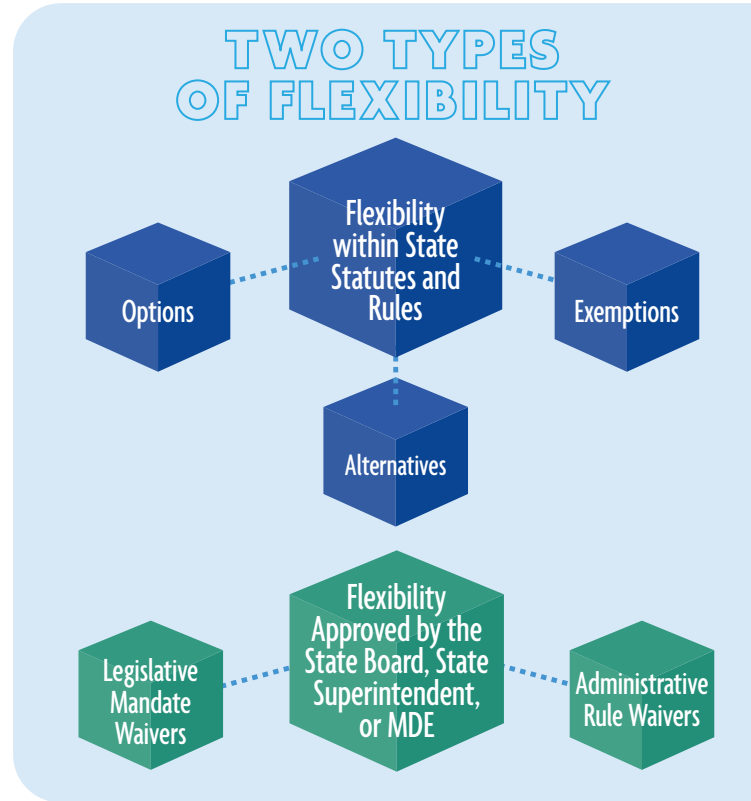 TWO TYPES
OF FLEXIBILITY
Flexibility
within State
Statutes and
Rules
Options
Exemptions
Alternatives
Flexibility
Approved by the
State Board, State
Superintendent,
or MDE
Legislative
Mandate
Waivers
Administrative
Rule Waivers